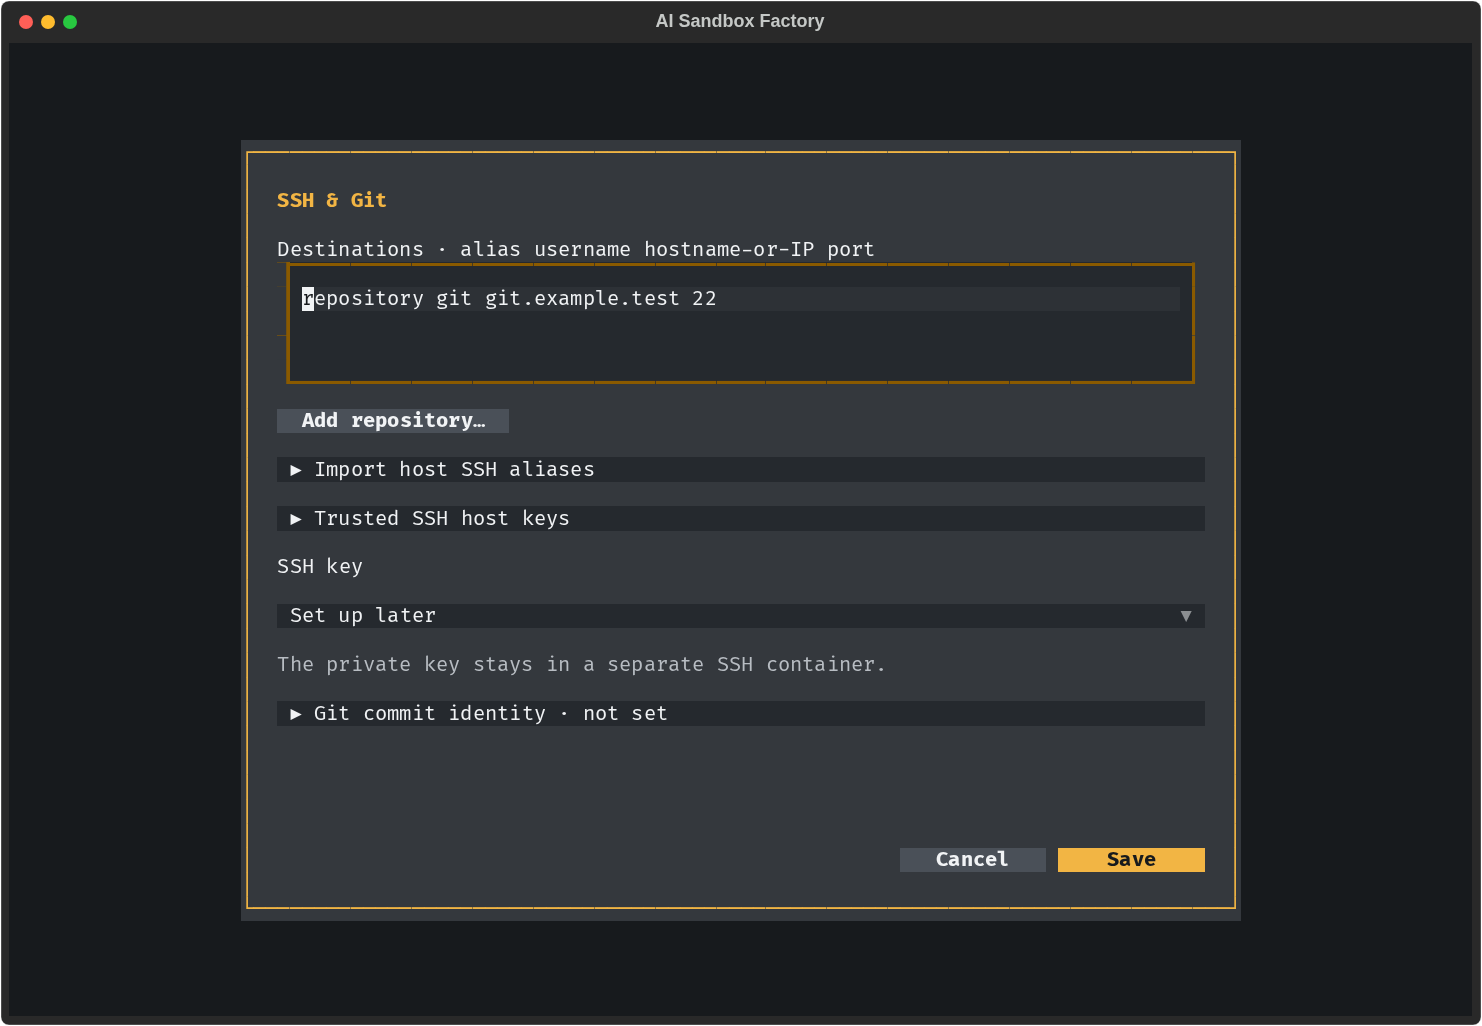 AI Sandbox Factory
SSH & Git
Destinations · alias username hostname-or-IP port
repository git git.example.test 22
Add repository…
▶ Import host SSH aliases
▶ Trusted SSH host keys
SSH key
Set up later ▼
The private key stays in a separate SSH container.
▶ Git commit identity · not set
Cancel Save